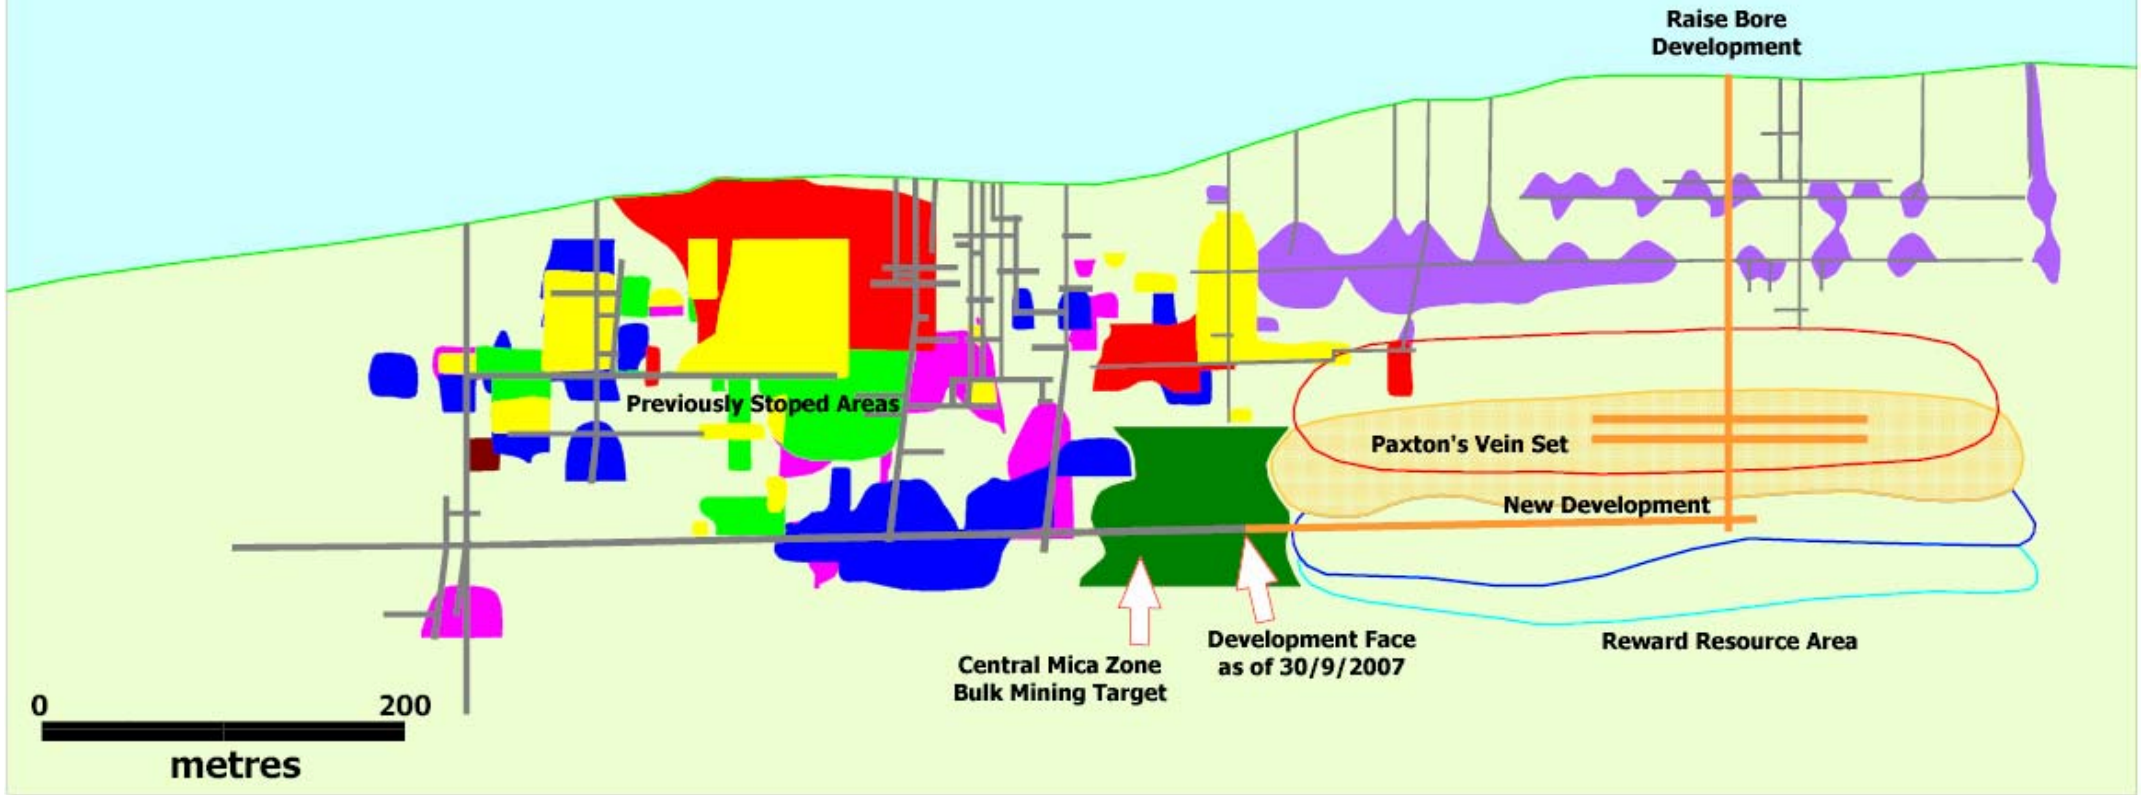 Raise Bore
Development
Previously Stoped Areas
Paxton's Vein Set
New Development
Central Mica Zone
Bulk Mining Target
Development Face
as of 30/9/2007
Reward Resource Area
0 200
metres